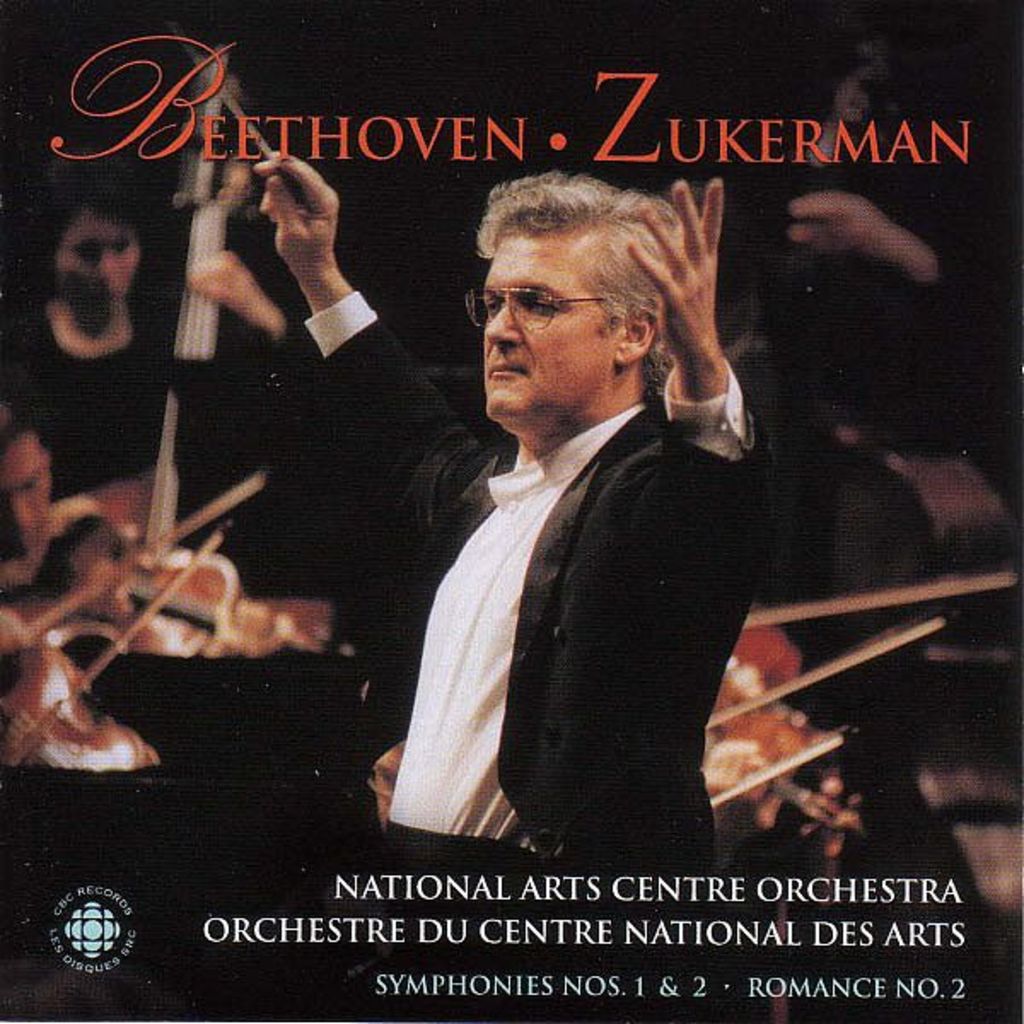 BEETHOVEN • ZUKERMAN
NATIONAL ARTS CENTRE ORCHESTRA
ORCHESTRE DU CENTRE NATIONAL DES ARTS
SYMPHONIES NOS. 1 & 2 · ROMANCE NO. 2
CBC RECORDS
LES DISQUES SRC